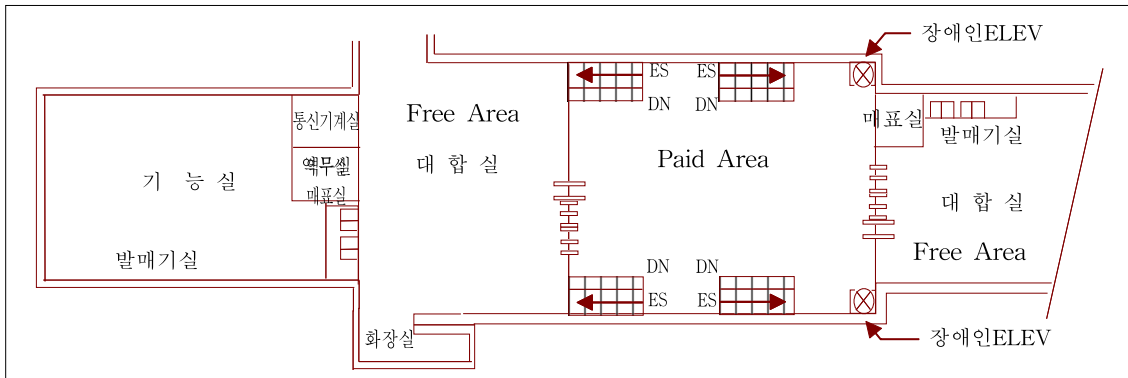 장애인ELEV
ES ES
DN DN
Free Area
대 합 실
Paid Area
통신기계실
매표실
기 능 실
발매기실
매표실
발매기실
대 합 실
Free Area
DN DN
ES ES
화장실
장애인ELEV